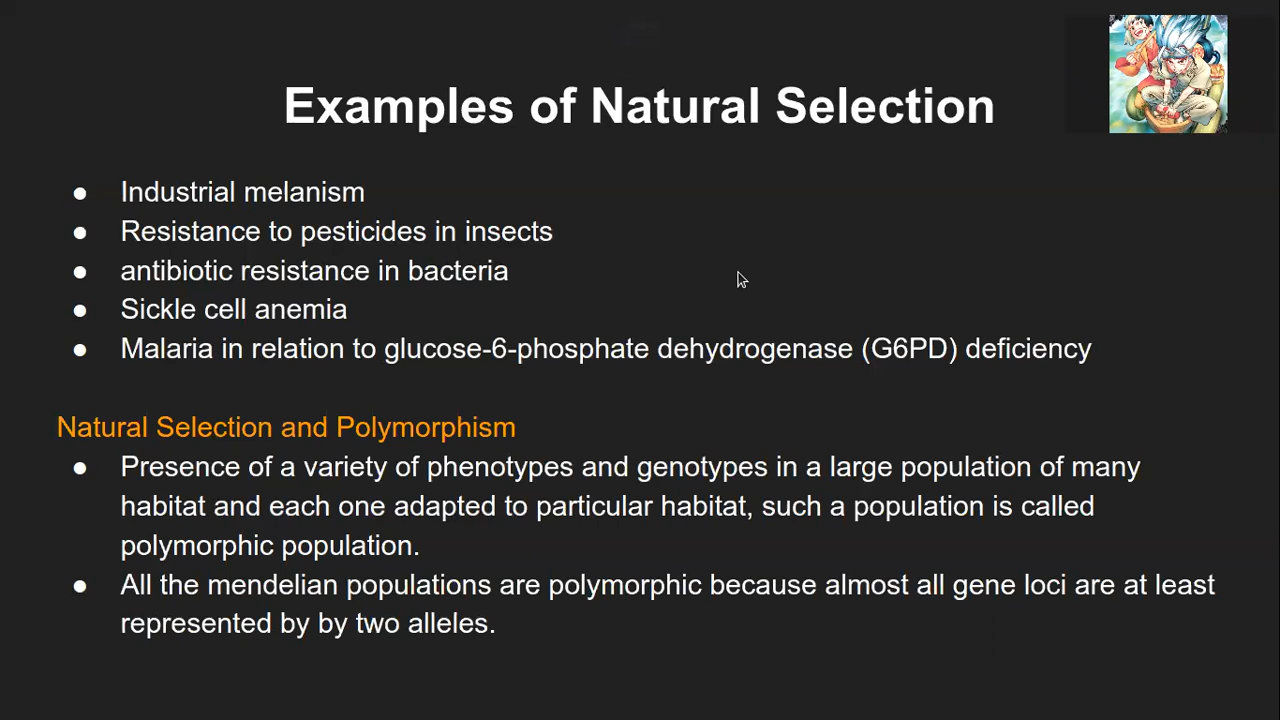 Examples of Natural Selection
● Industrial melanism
● Resistance to pesticides in insects
● antibiotic resistance in bacteria
● Sickle cell anemia
● Malaria in relation to glucose-6-phosphate dehydrogenase (G6PD) deficiency
Natural Selection and Polymorphism
● Presence of a variety of phenotypes and genotypes in a large population of many
habitat and each one adapted to particular habitat, such a population is called
polymorphic population.
● All the mendelian populations are polymorphic because almost all gene loci are at least
represented by by two alleles.